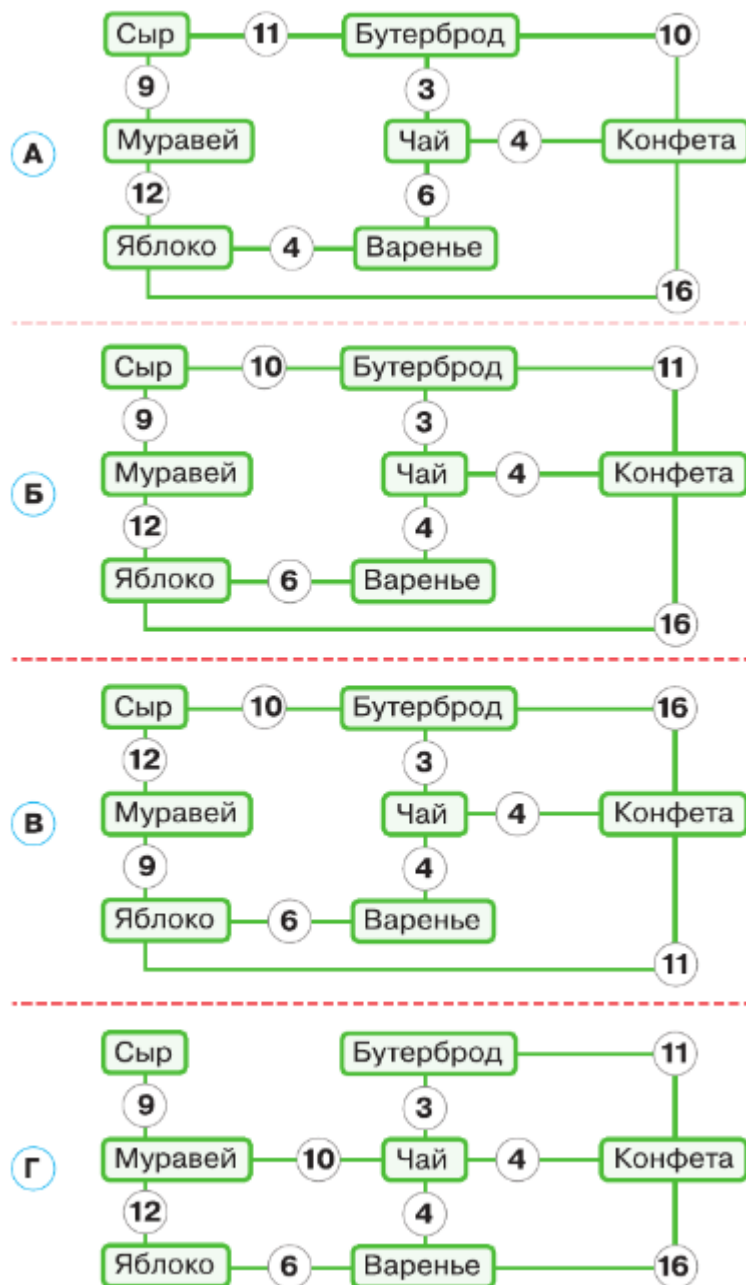 Сыр 11 Бутерброд 10
9 3
А Муравей Чай 4 Конфета
12 6
Яблоко 4 Варенье
16
Сыр 10 Бутерброд 11
9 3
Б Муравей Чай 4 Конфета
12 4
Яблоко 6 Варенье
16
Сыр 10 Бутерброд 16
12 3
В Муравей Чай 4 Конфета
9 4
Яблоко 6 Варенье
11
Сыр Бутерброд 11
9 3
Г Муравей 10 Чай 4 Конфета
12 4
Яблоко 6 Варенье 16